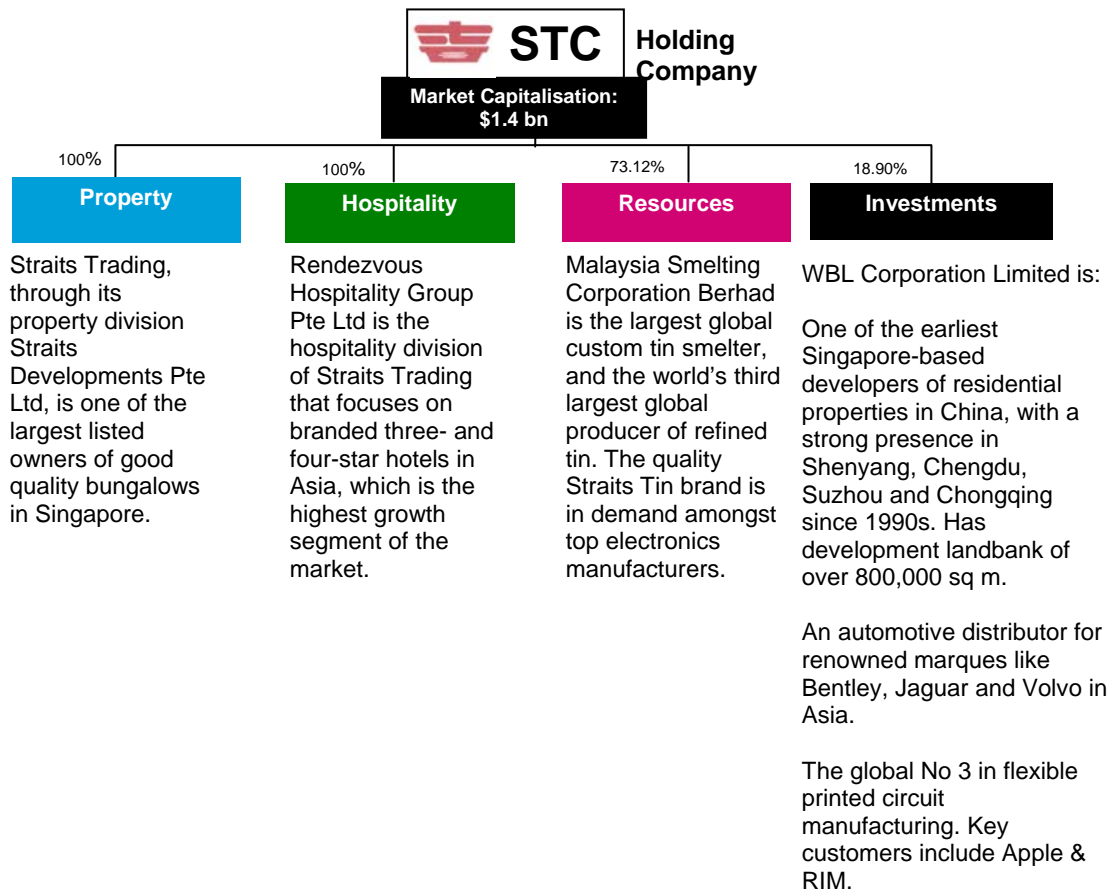 STC
Holding
Company
Market Capitalisation:
$1.4 bn
100%
100%
73.12%
18.90%
Property
Hospitality
Resources
Investments
Straits Trading,
through its
property division
Straits
Developments Pte
Ltd, is one of the
largest listed
owners of good
quality bungalows
in Singapore.
Rendezvous
Hospitality Group
Pte Ltd is the
hospitality division
of Straits Trading
that focuses on
branded three- and
four-star hotels in
Asia, which is the
highest growth
segment of the
market.
Malaysia Smelting
Corporation Berhad
is the largest global
custom tin smelter,
and the world’s third
largest global
producer of refined
tin. The quality
Straits Tin brand is
in demand amongst
top electronics
manufacturers.
WBL Corporation Limited is:
One of the earliest
Singapore-based
developers of residential
properties in China, with a
strong presence in
Shenyang, Chengdu,
Suzhou and Chongqing
since 1990s. Has
development landbank of
over 800,000 sq m.
An automotive distributor for
renowned marques like
Bentley, Jaguar and Volvo in
Asia.
The global No 3 in flexible
printed circuit
manufacturing. Key
customers include Apple &
RIM.